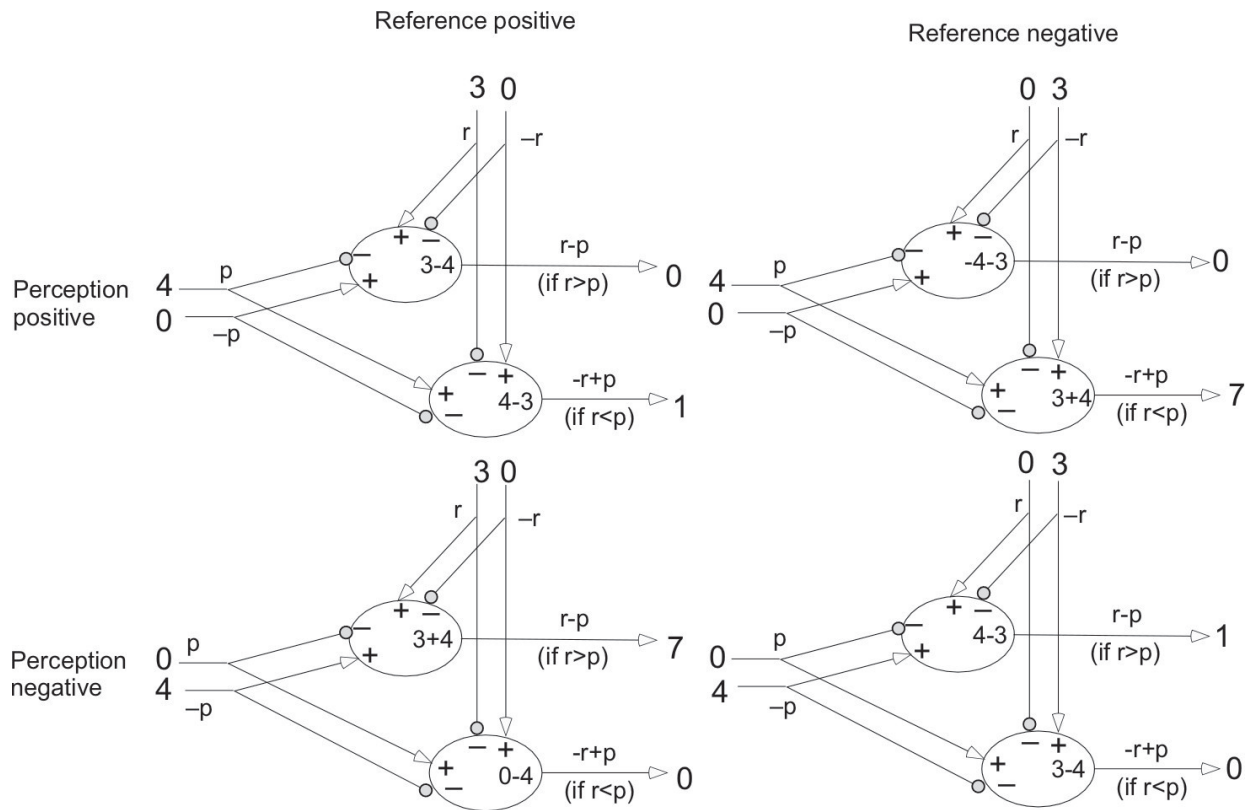 Reference positive
Reference negative
3 0
0 3
r
–r
r
–r
+ –
+ –
– 3-4
– -4-3
+
+
r-p
(if r>p)
0
r-p
(if r>p)
0
Perception
positive
4 p
0 –p
4 p
0 –p
– +
– +
+ 4-3
+ 3+4
–
–
-r+p
(if r<p)
1
-r+p
(if r<p)
7
3 0
0 3
r
–r
r
–r
+ –
+ –
– 3+4
– 4-3
+
+
r-p
(if r>p)
7
r-p
(if r>p)
1
Perception
negative
0 p
4 –p
0 p
4 –p
– +
– +
+ 0-4
+ 3-4
–
–
-r+p
(if r<p)
0
-r+p
(if r<p)
0